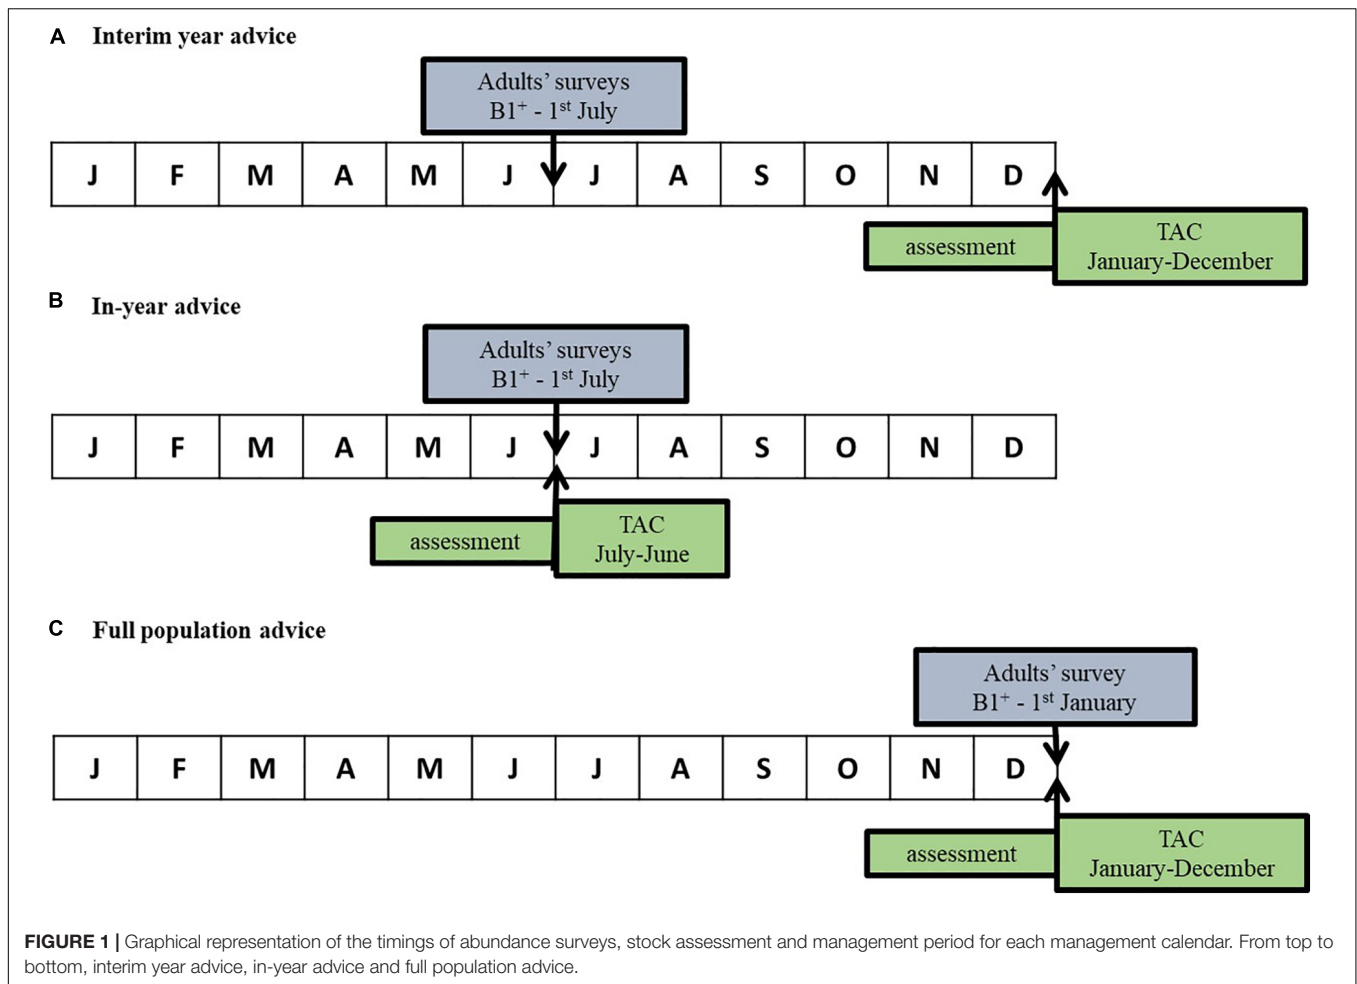 A Interim year advice
Adults’ surveys
B1+ - 1st July
J F M A M J J A S O N D
assessment
TAC
January-December
B In-year advice
Adults’ surveys
B1+ - 1st July
J F M A M J J A S O N D
assessment
TAC
July-June
C Full population advice
Adults’ survey
B1+ - 1st January
J F M A M J J A S O N D
assessment
TAC
January-December
FIGURE 1 | Graphical representation of the timings of abundance surveys, stock assessment and management period for each management calendar. From top to
bottom, interim year advice, in-year advice and full population advice.